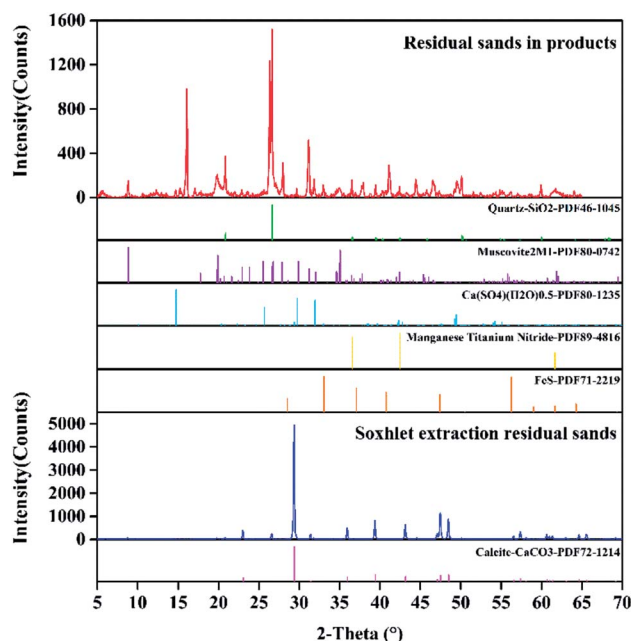 1600
Residual sands in products
1200
800
400
0
Intensity(Counts)
Quartz-SiO2-PDF46-1045
Muscovite2M1-PDF80-0742
Ca(SO4)(H2O)0.5-PDF80-1235
Manganese Titanium Nitride-PDF89-4816
FeS-PDF71-2219
5000
Soxhlet extraction residual sands
4000
3000
2000
1000
0
Intensity(Counts)
Calcite-CaCO3-PDF72-1214
5 10 15 20 25 30 35 40 45 50 55 60 65 70
2-Theta (°)